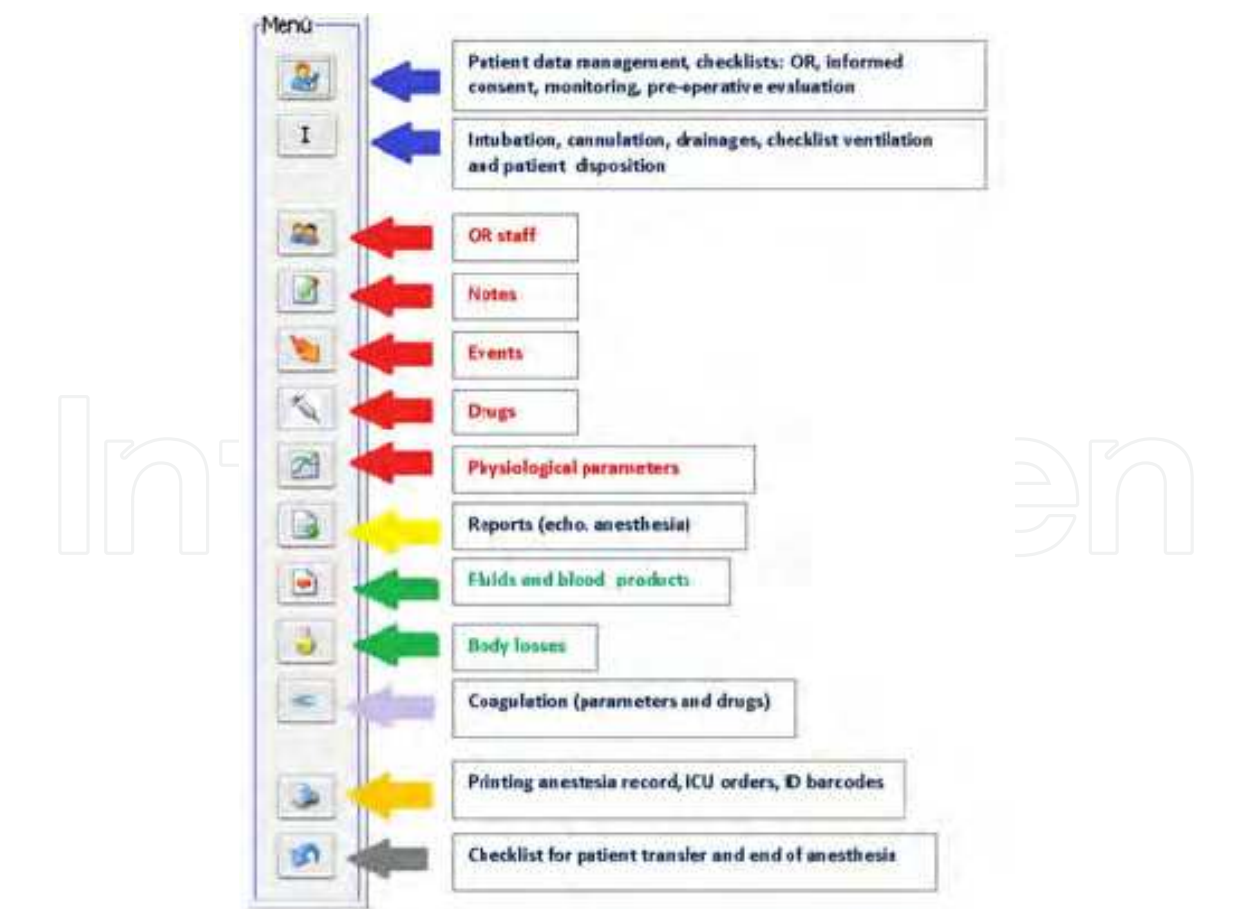 Menú
Patient data management, checklists: OR, informed
consent, monitoring, pre-operative evaluation
I
Intubation, cannulation, drainages, checklist ventilation
and patient disposition
OR staff
Notes
Events
Drugs
Physiological parameters
Reports (echo. anesthesia)
Fluids and blood products
Body losses
Coagulation (parameters and drugs)
Printing anestesia record, ICU orders, ID barcodes
Checklist for patient transfer and end of anesthesia